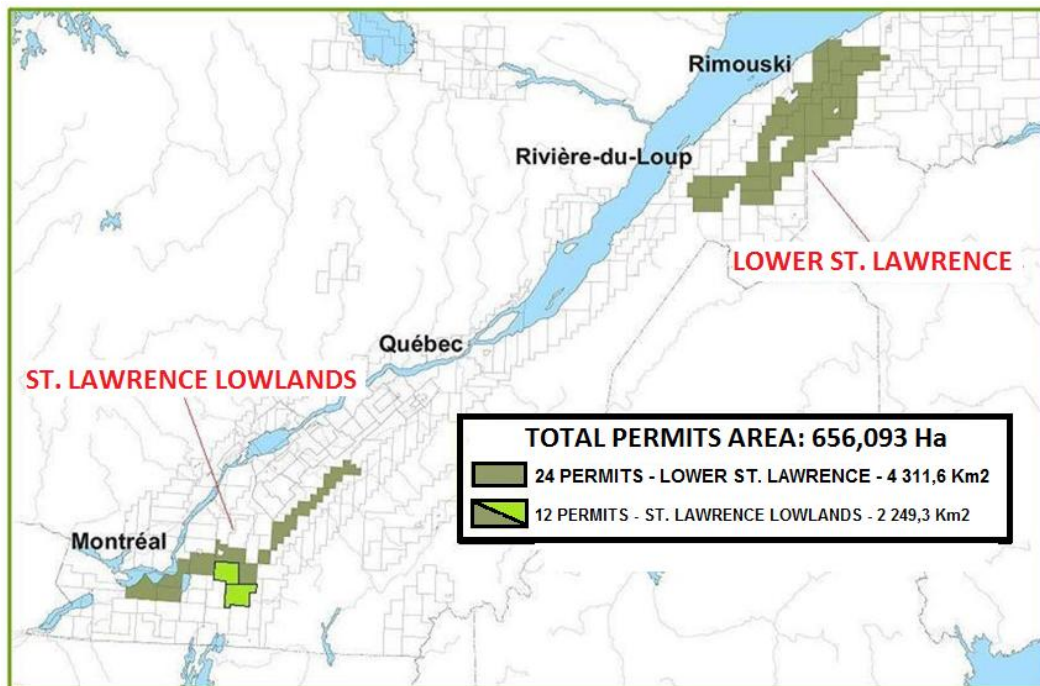 Rimouski
Rivière-du-Loup
LOWER ST. LAWRENCE
Québec
ST. LAWRENCE LOWLANDS
TOTAL PERMITS AREA: 656,093 Ha
24 PERMITS - LOWER ST. LAWRENCE - 4 311,6 Km2
12 PERMITS - ST. LAWRENCE LOWLANDS - 2 249,3 Km2
Montréal